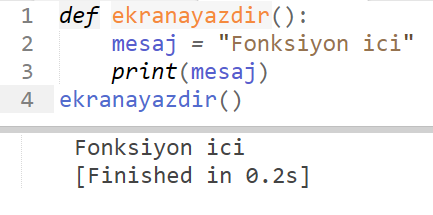 1 def ekranayazdir():
2     mesaj = "Fonksiyon ici"
3     print(mesaj)
4 ekranayazdir()
Fonksiyon ici
[Finished in 0.2s]